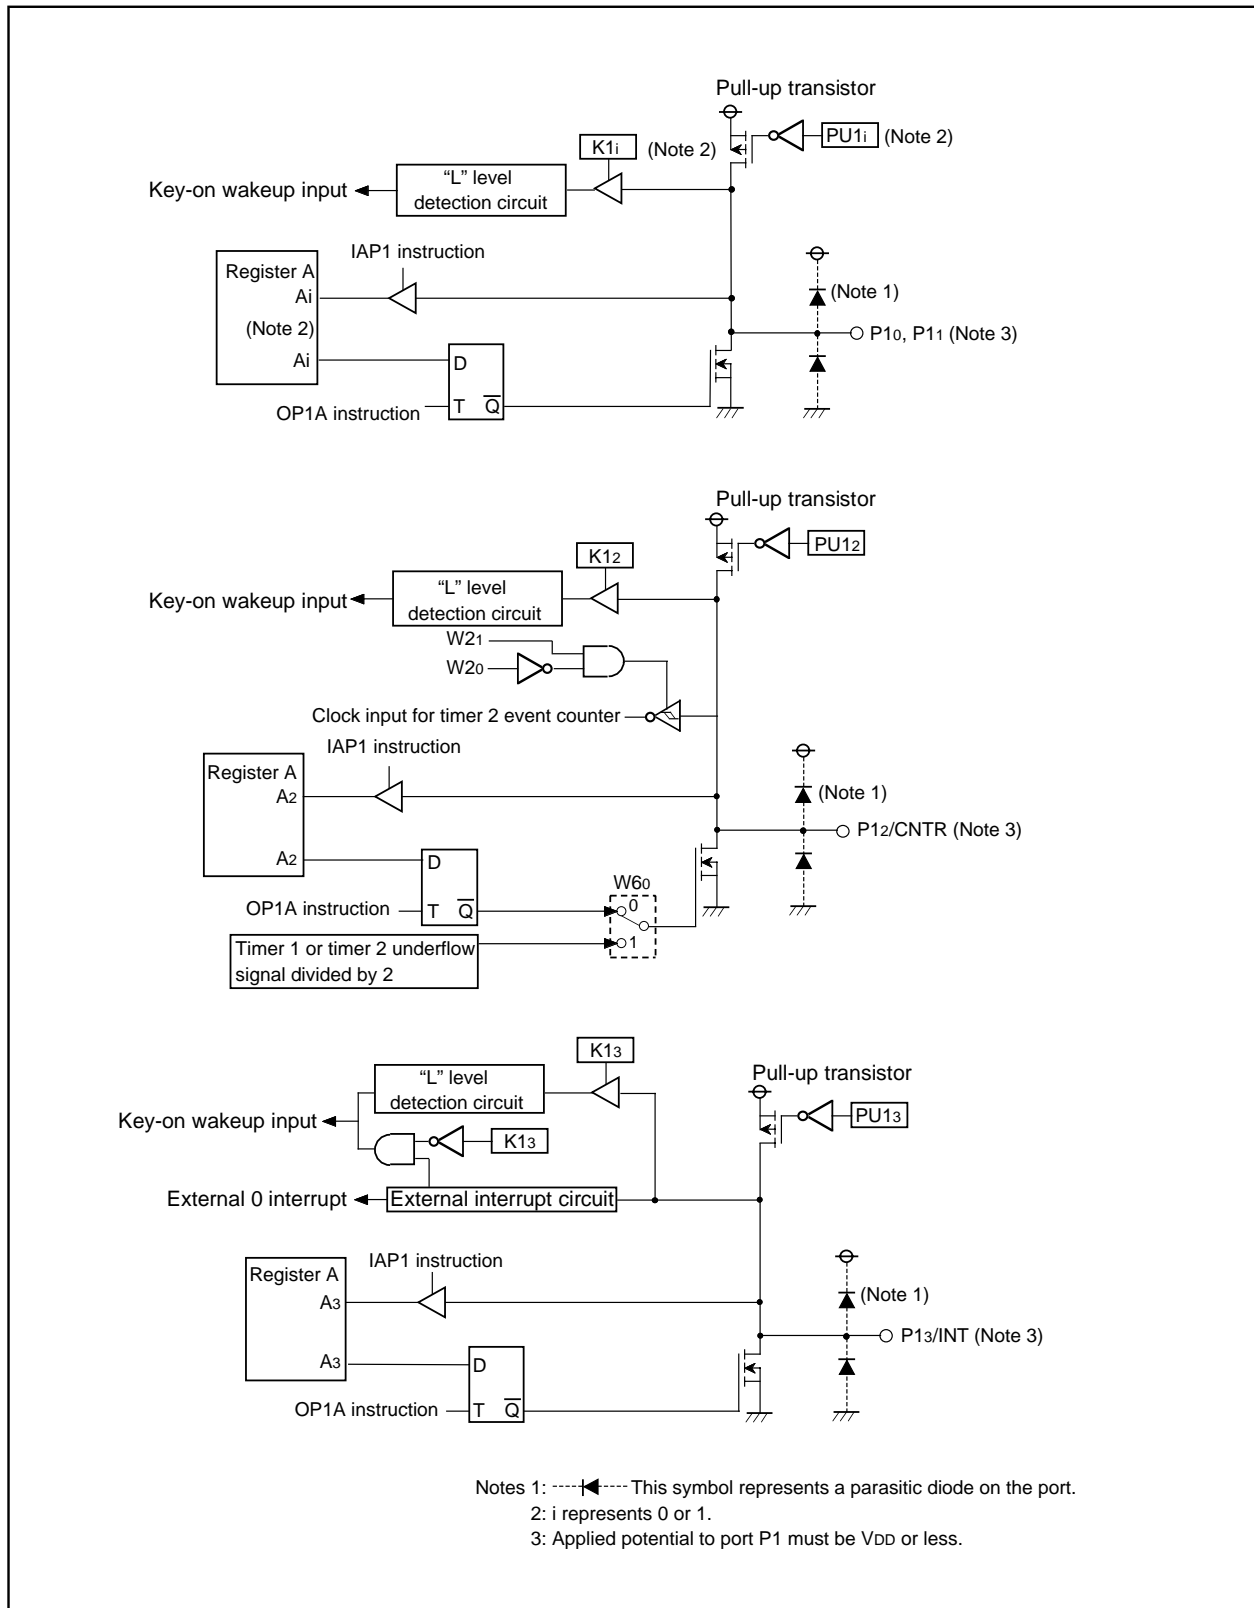 Pull-up transistor
K1i (Note 2)
PU1i (Note 2)
Key-on wakeup input
“L” level
detection circuit
IAP1 instruction
Register A
Ai
(Note 2)
Ai
(Note 1)
P10, P11 (Note 3)
D
T Q̅
OP1A instruction
Pull-up transistor
PU12
K12
Key-on wakeup input
“L” level
detection circuit
W21
W20
Clock input for timer 2 event counter
IAP1 instruction
Register A
A2
(Note 1)
P12/CNTR (Note 3)
A2
D
T Q̅
OP1A instruction
W60
0
1
Timer 1 or timer 2 underflow
signal divided by 2
K13
Pull-up transistor
PU13
“L” level
detection circuit
Key-on wakeup input
K13
External 0 interrupt
External interrupt circuit
IAP1 instruction
Register A
A3
(Note 1)
P13/INT (Note 3)
A3
D
T Q̅
OP1A instruction
Notes 1: This symbol represents a parasitic diode on the port.
2: i represents 0 or 1.
3: Applied potential to port P1 must be VDD or less.